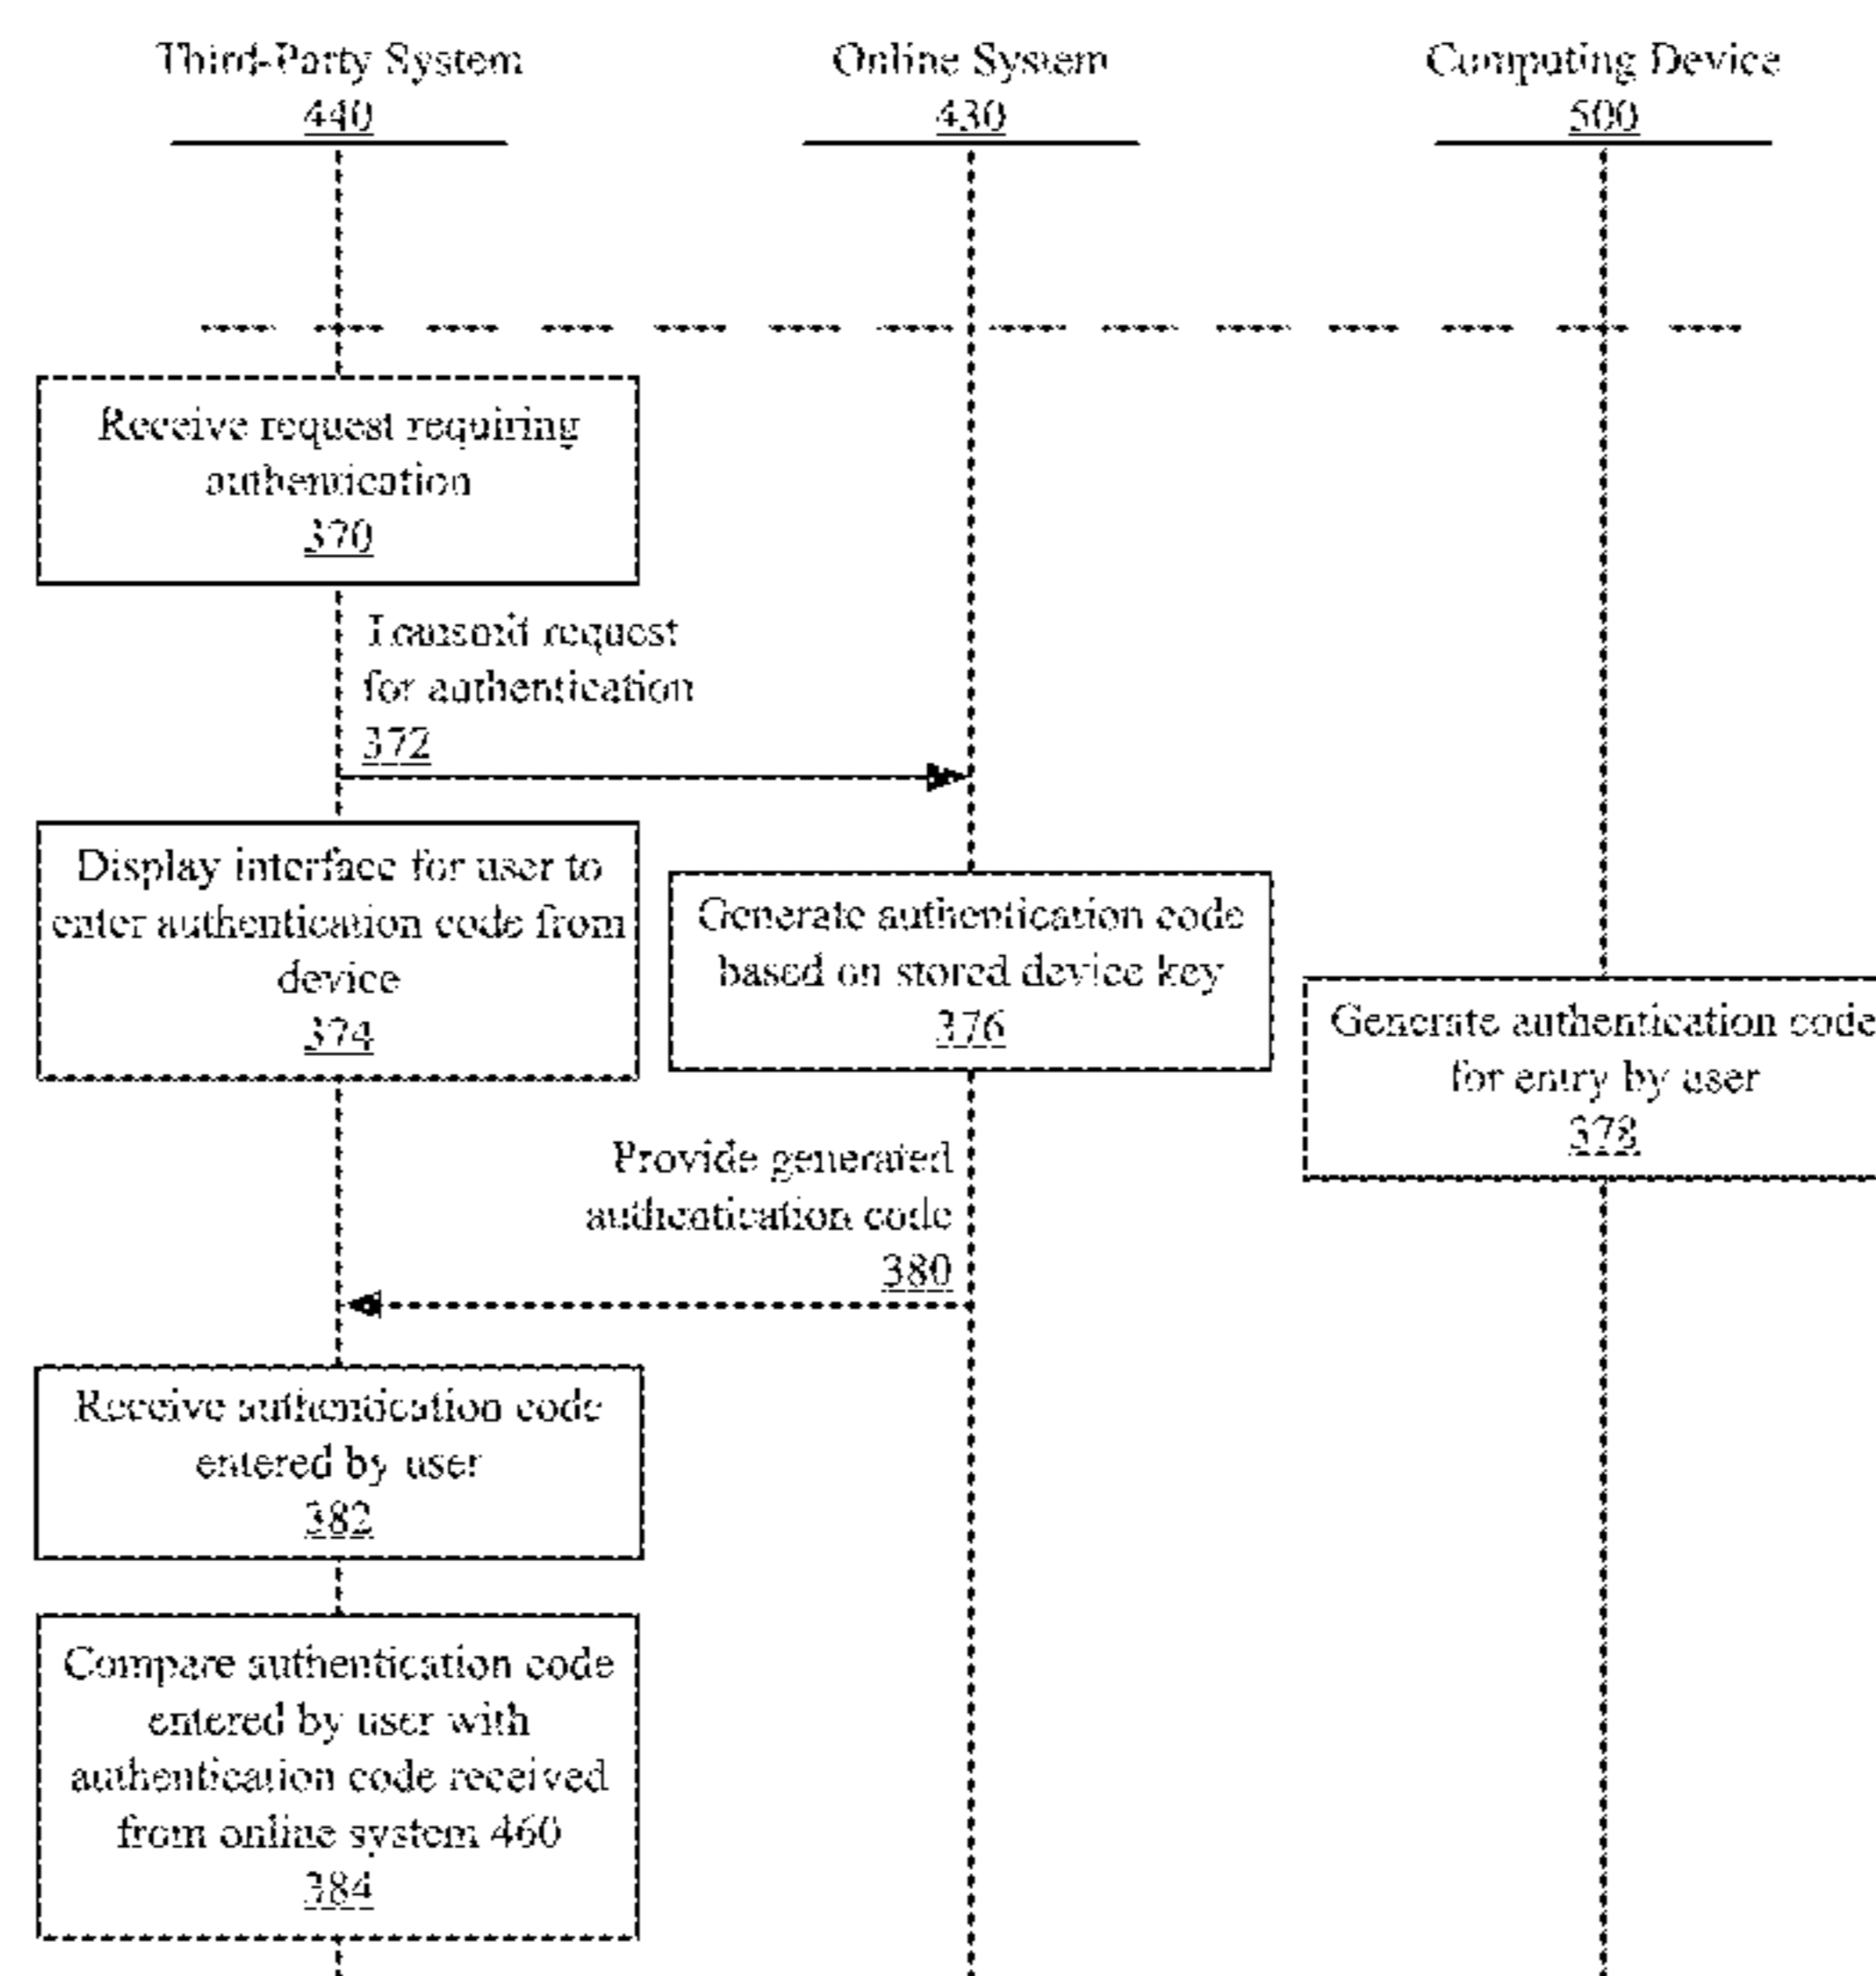 Third-Party System
440
Online System
430
Computing Device
500
Receive request requiring
authentication
370
Transmit request
for authentication
372
Display interface for user to
enter authentication code from
device
374
Generate authentication code
based on stored device key
376
Generate authentication code
for entry by user
378
Provide generated
authentication code
380
Receive authentication code
entered by user
382
Compare authentication code
entered by user with
authentication code received
from online system 460
384